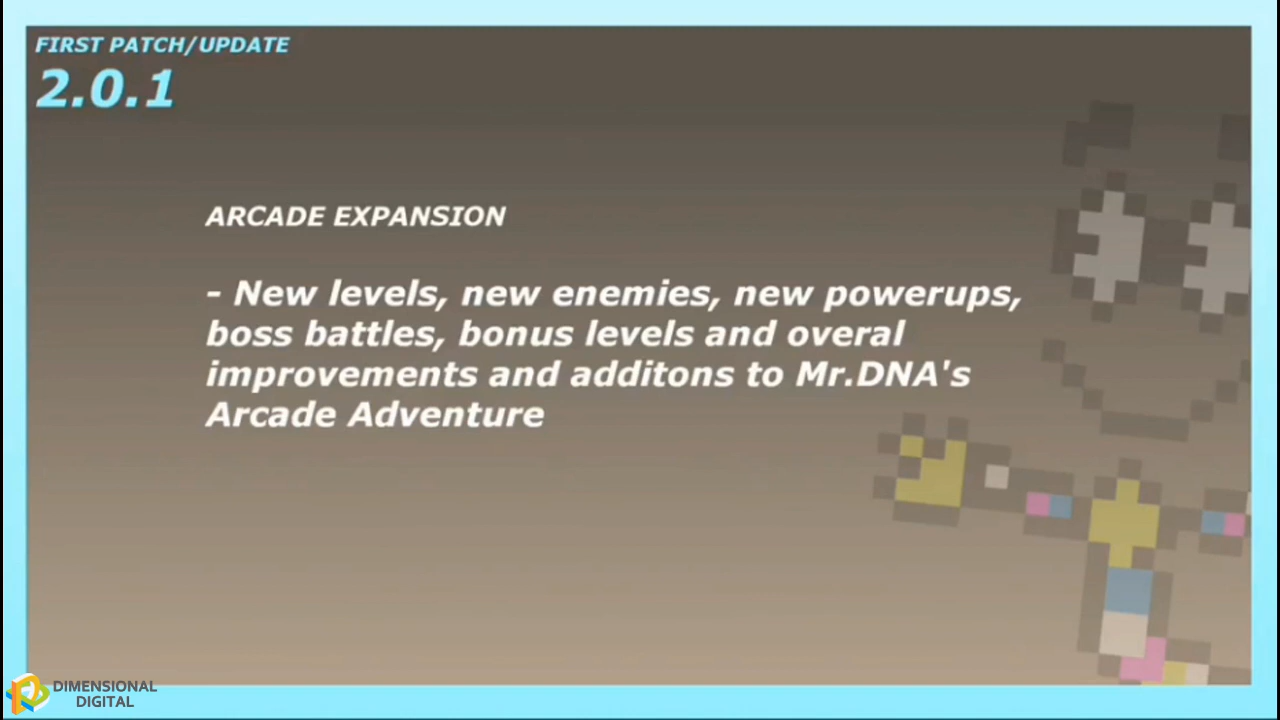 FIRST PATCH/UPDATE
2.0.1
ARCADE EXPANSION
- New levels, new enemies, new powerups,
boss battles, bonus levels and overal
improvements and additons to Mr.DNA's
Arcade Adventure
DIMENSIONAL
DIGITAL